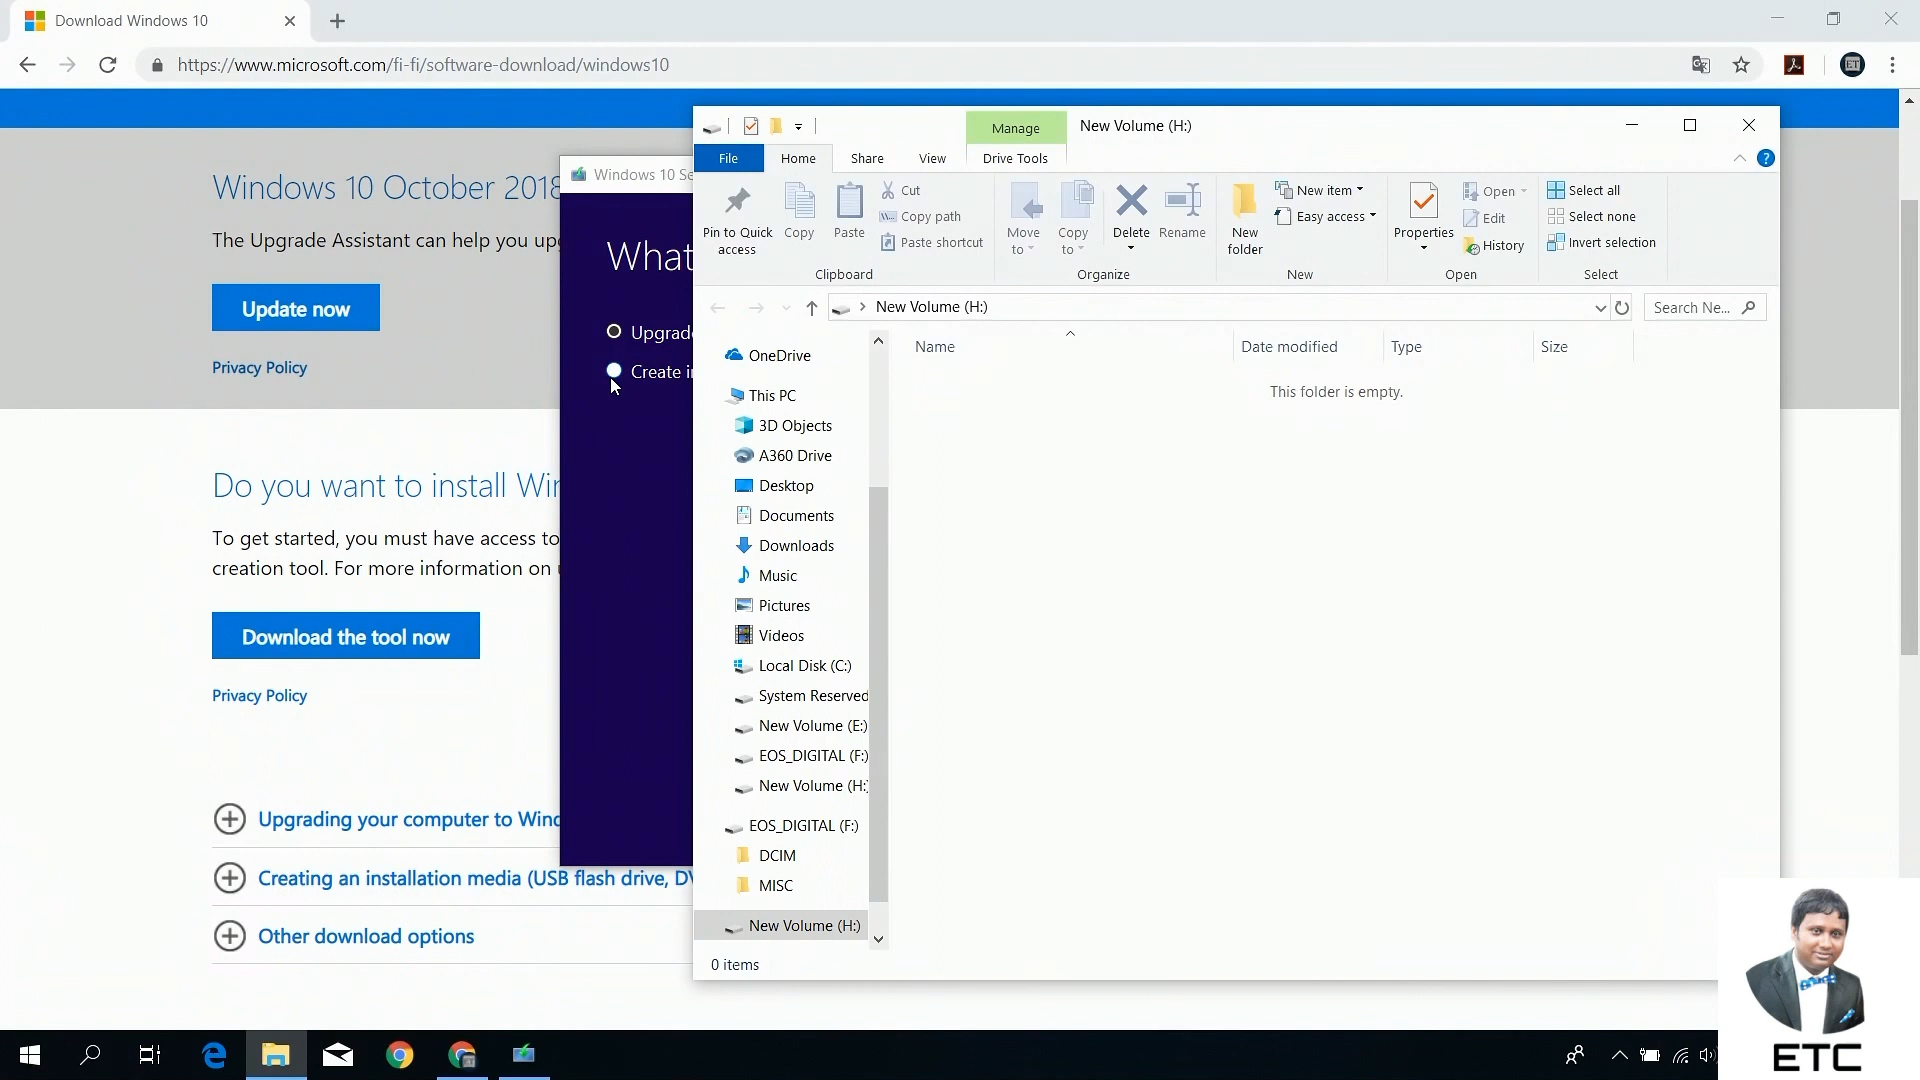 Download Windows 10
https://www.microsoft.com/fi-fi/software-download/windows10
ET
Windows 10 October 2018
The Upgrade Assistant can help you up
Update now
Privacy Policy
Do you want to install Win
To get started, you must have access to
creation tool. For more information on
Download the tool now
Privacy Policy
Upgrading your computer to Wind
Creating an installation media (USB flash drive, DV
Other download options
Windows 10 Se
What
Upgrade
Create in
Manage
New Volume (H:)
File
Home
Share
View
Drive Tools
Pin to Quick
access
Copy
Paste
Cut
Copy path
Paste shortcut
Clipboard
Move
to
Copy
to
Delete
Rename
Organize
New
folder
New item
Easy access
New
Properties
Open
Edit
History
Open
Select all
Select none
Invert selection
Select
New Volume (H:)
Search Ne...
Name
Date modified
Type
Size
This folder is empty.
OneDrive
This PC
3D Objects
A360 Drive
Desktop
Documents
Downloads
Music
Pictures
Videos
Local Disk (C:)
System Reserved
New Volume (E:)
EOS_DIGITAL (F:)
New Volume (H:)
EOS_DIGITAL (F:)
DCIM
MISC
New Volume (H:)
0 items
ETC